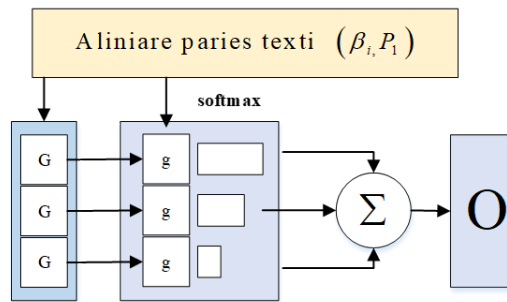 Aliniare paries texti (β_i, P_1)
softmax
G g
G g Σ O
G g